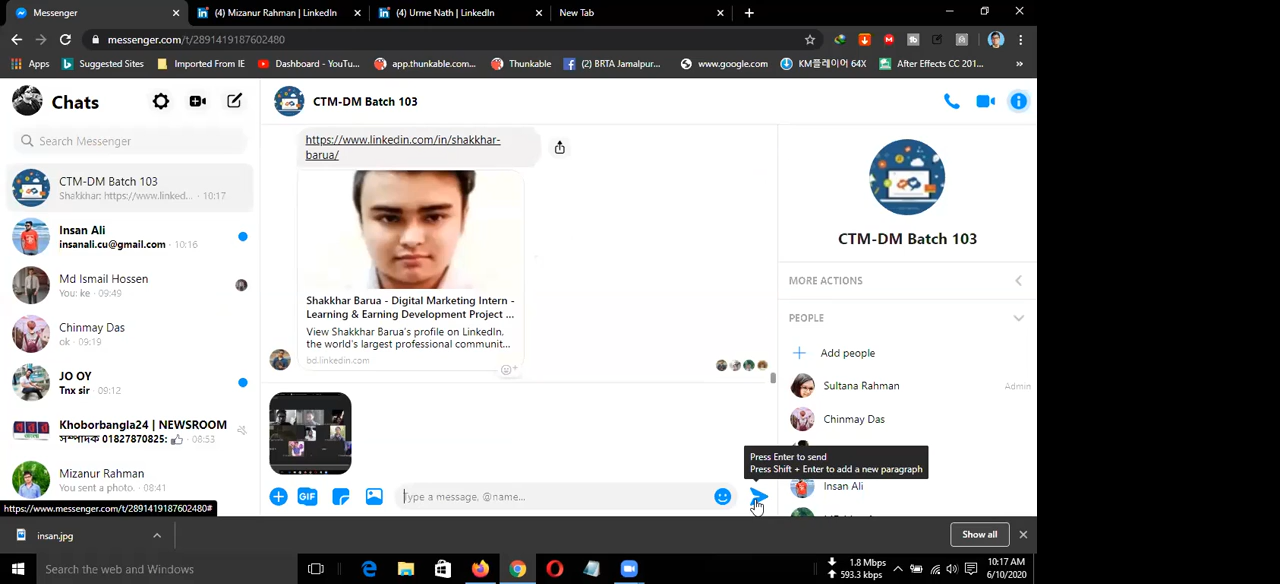 Messenger
(4) Mizanur Rahman | LinkedIn
(4) Urme Nath | LinkedIn
New Tab
messenger.com/t/2891419187602480
Apps
Suggested Sites
Imported From IE
Dashboard - YouTu...
app.thunkable.com...
Thunkable
(2) BRTA Jamalpur...
www.google.com
KM플레이어 64X
After Effects CC 201...
»
Chats
Search Messenger
CTM-DM Batch 103
Shakkhar: https://www.linked... · 10:17
Insan Ali
insanali.cu@gmail.com · 10:16
Md Ismail Hossen
You: ke · 09:49
Chinmay Das
ok · 09:19
JO OY
Tnx sir · 09:12
Khoborbangla24 | NEWSROOM
সম্পাদক 01827870825: · 08:53
Mizanur Rahman
You sent a photo. · 08:41
https://www.messenger.com/t/2891419187602480#
CTM-DM Batch 103
https://www.linkedin.com/in/shakkhar-
barua/
Shakkhar Barua - Digital Marketing Intern -
Learning & Earning Development Project ...
View Shakkhar Barua's profile on LinkedIn.
the world's largest professional communit...
bd.linkedin.com
GIF
Type a message, @name...
Press Enter to send
Press Shift + Enter to add a new paragraph
CTM-DM Batch 103
MORE ACTIONS
PEOPLE
Add people
Sultana Rahman
Admin
Chinmay Das
Insan Ali
insan.jpg
Show all
Search the web and Windows
1.8 Mbps
593.3 kbps
10:17 AM
6/10/2020